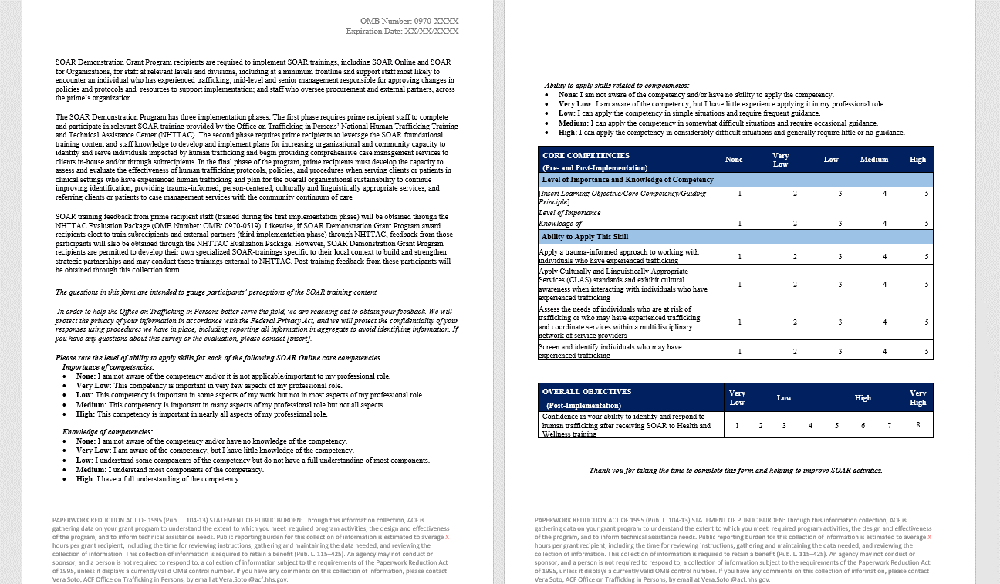 OMB Number: 0970-XXXX
Expiration Date: XX/XX/XXXX
SOAR Demonstration Grant Program recipients are required to implement SOAR trainings, including SOAR Online and SOAR
for Organizations, for staff at relevant levels and divisions, including at a minimum frontline and support staff most likely to
encounter an individual who has experienced trafficking; mid-level and senior management responsible for approving changes in
policies and protocols and  resources to support implementation; and staff who oversee procurement and external partners, across
the prime's organization.
The SOAR Demonstration Program has three implementation phases. The first phase requires prime recipient staff to complete
and participate in relevant SOAR training provided by the Office on Trafficking in Persons' National Human Trafficking Training
and Technical Assistance Center (NHTTAC). The second phase requires prime recipients to leverage the SOAR foundational
training content and staff knowledge to develop and implement plans for increasing organizational and community capacity to
identify and serve individuals impacted by human trafficking and begin providing comprehensive case management services to
clients in-house and/or through subrecipients. In the final phase of the program, prime recipients must develop the capacity to
assess and evaluate the effectiveness of human trafficking protocols, policies, and procedures when serving clients or patients in
clinical settings who have experienced human trafficking and plan for the overall organizational sustainability to continue
improving identification, providing trauma-informed, person-centered, culturally and linguistically appropriate services, and
referring clients or patients to case management services with the community continuum of care
SOAR training feedback from prime recipient staff (trained during the first implementation phase) will be obtained through the
NHTTAC Evaluation Package (OMB Number: OMB: 0970-0519). Likewise, if SOAR Demonstration Grant Program award
recipients elect to train subrecipients and external partners (third implementation phase) through NHTTAC, feedback from those
participants will also be obtained through the NHTTAC Evaluation Package. However, SOAR Demonstration Grant Program
recipients are permitted to develop their own specialized SOAR-trainings specific to their local context to build and strengthen
strategic partnerships and may conduct these trainings external to NHTTAC. Post-training feedback from these participants will
be obtained through this collection form.
The questions in this form are intended to gauge participants' perceptions of the SOAR training content.
In order to help the Office on Trafficking in Persons better serve the field, we are reaching out to obtain your feedback. We will
protect the privacy of your information in accordance with the Federal Privacy Act, and we will protect the confidentiality of your
responses using procedures we have in place, including reporting all information in aggregate to avoid identifying information. If
you have any questions about this survey or the evaluation, please contact [insert].
Please rate the level of ability to apply skills for each of the following SOAR Online core competencies.
Importance of competencies:
• None: I am not aware of the competency and/or it is not applicable/important to my professional role.
• Very Low: This competency is important in very few aspects of my professional role.
• Low: This competency is important in some aspects of my work but not in most aspects of my professional role.
• Medium: This competency is important in many aspects of my professional role but not all aspects.
• High: This competency is important in nearly all aspects of my professional role.
Knowledge of competencies:
• None: I am not aware of the competency and/or have no knowledge of the competency.
• Very Low: I am aware of the competency, but I have little knowledge of the competency.
• Low: I understand some components of the competency but do not have a full understanding of most components.
• Medium: I understand most components of the competency.
• High: I have a full understanding of the competency.
PAPERWORK REDUCTION ACT OF 1995 (Pub. L. 104-13) STATEMENT OF PUBLIC BURDEN: Through this information collection, ACF is
gathering data on your grant program to understand the extent to which you meet  required program activities, the design and effectiveness
of the program, and to inform technical assistance needs. Public reporting burden for this collection of information is estimated to average X
hours per grant recipient, including the time for reviewing instructions, gathering and maintaining the data needed, and reviewing the
collection of information. This collection of information is required to retain a benefit (Pub. L. 115–425). An agency may not conduct or
sponsor, and a person is not required to respond to, a collection of information subject to the requirements of the Paperwork Reduction Act
of 1995, unless it displays a currently valid OMB control number. If you have any comments on this collection of information, please contact
Vera Soto, ACF Office on Trafficking in Persons, by email at Vera.Soto @acf.hhs.gov.
Ability to apply skills related to competencies:
• None: I am not aware of the competency and/or have no ability to apply the competency.
• Very Low: I am aware of the competency, but I have little experience applying it in my professional role.
• Low: I can apply the competency in simple situations and require frequent guidance.
• Medium: I can apply the competency in somewhat difficult situations and require occasional guidance.
• High: I can apply the competency in considerably difficult situations and generally require little or no guidance.
CORE COMPETENCIES
(Pre- and Post-Implementation)
None
Very
Low
Low
Medium
High
Level of Importance and Knowledge of Competency
[Insert Learning Objective/Core Competency/Guiding
Principle]
1 2 3 4 5
Level of Importance
Knowledge of
1 2 3 4 5
Ability to Apply This Skill
Apply a trauma-informed approach to working with
individuals who have experienced trafficking
1 2 3 4 5
Apply Culturally and Linguistically Appropriate
Services (CLAS) standards and exhibit cultural
awareness when interacting with individuals who have
experienced trafficking
1 2 3 4 5
Assess the needs of individuals who are at risk of
trafficking or who may have experienced trafficking
and coordinate services within a multidisciplinary
network of service providers
1 2 3 4 5
Screen and identify individuals who may have
experienced trafficking
1 2 3 4 5
OVERALL OBJECTIVES
(Post-Implementation)
Very
Low
Low
High
Very
High
Confidence in your ability to identify and respond to
human trafficking after receiving SOAR to Health and
Wellness training
1 2 3 4 5 6 7 8
Thank you for taking the time to complete this form and helping to improve SOAR activities.
PAPERWORK REDUCTION ACT OF 1995 (Pub. L. 104-13) STATEMENT OF PUBLIC BURDEN: Through this information collection, ACF is
gathering data on your grant program to understand the extent to which you meet  required program activities, the design and effectiveness
of the program, and to inform technical assistance needs. Public reporting burden for this collection of information is estimated to average X
hours per grant recipient, including the time for reviewing instructions, gathering and maintaining the data needed, and reviewing the
collection of information. This collection of information is required to retain a benefit (Pub. L. 115–425). An agency may not conduct or
sponsor, and a person is not required to respond to, a collection of information subject to the requirements of the Paperwork Reduction Act
of 1995, unless it displays a currently valid OMB control number. If you have any comments on this collection of information, please contact
Vera Soto, ACF Office on Trafficking in Persons, by email at Vera.Soto @acf.hhs.gov.